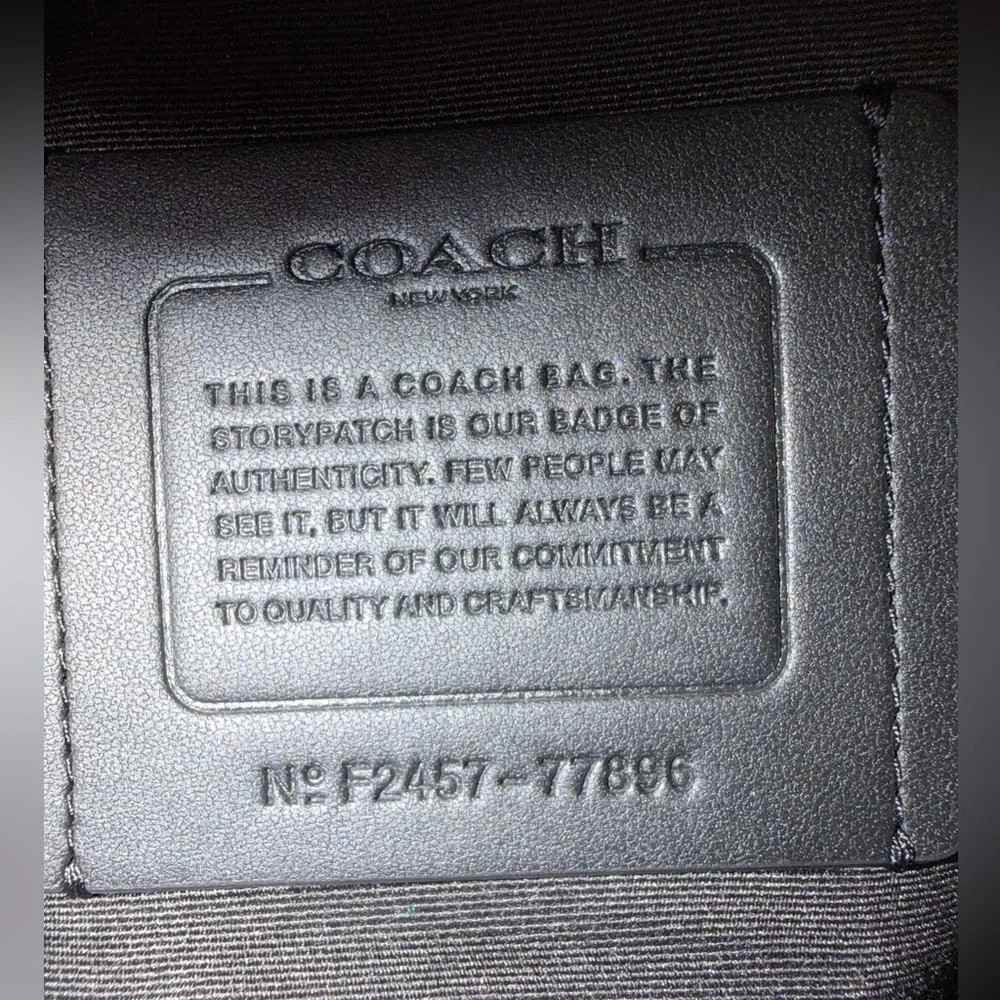 COACH
NEW YORK
THIS IS A COACH BAG. THE
STORYPATCH IS OUR BADGE OF
AUTHENTICITY. FEW PEOPLE MAY
SEE IT, BUT IT WILL ALWAYS BE A
REMINDER OF OUR COMMITMENT
TO QUALITY AND CRAFTSMANSHIP.
Nº F2457-77896